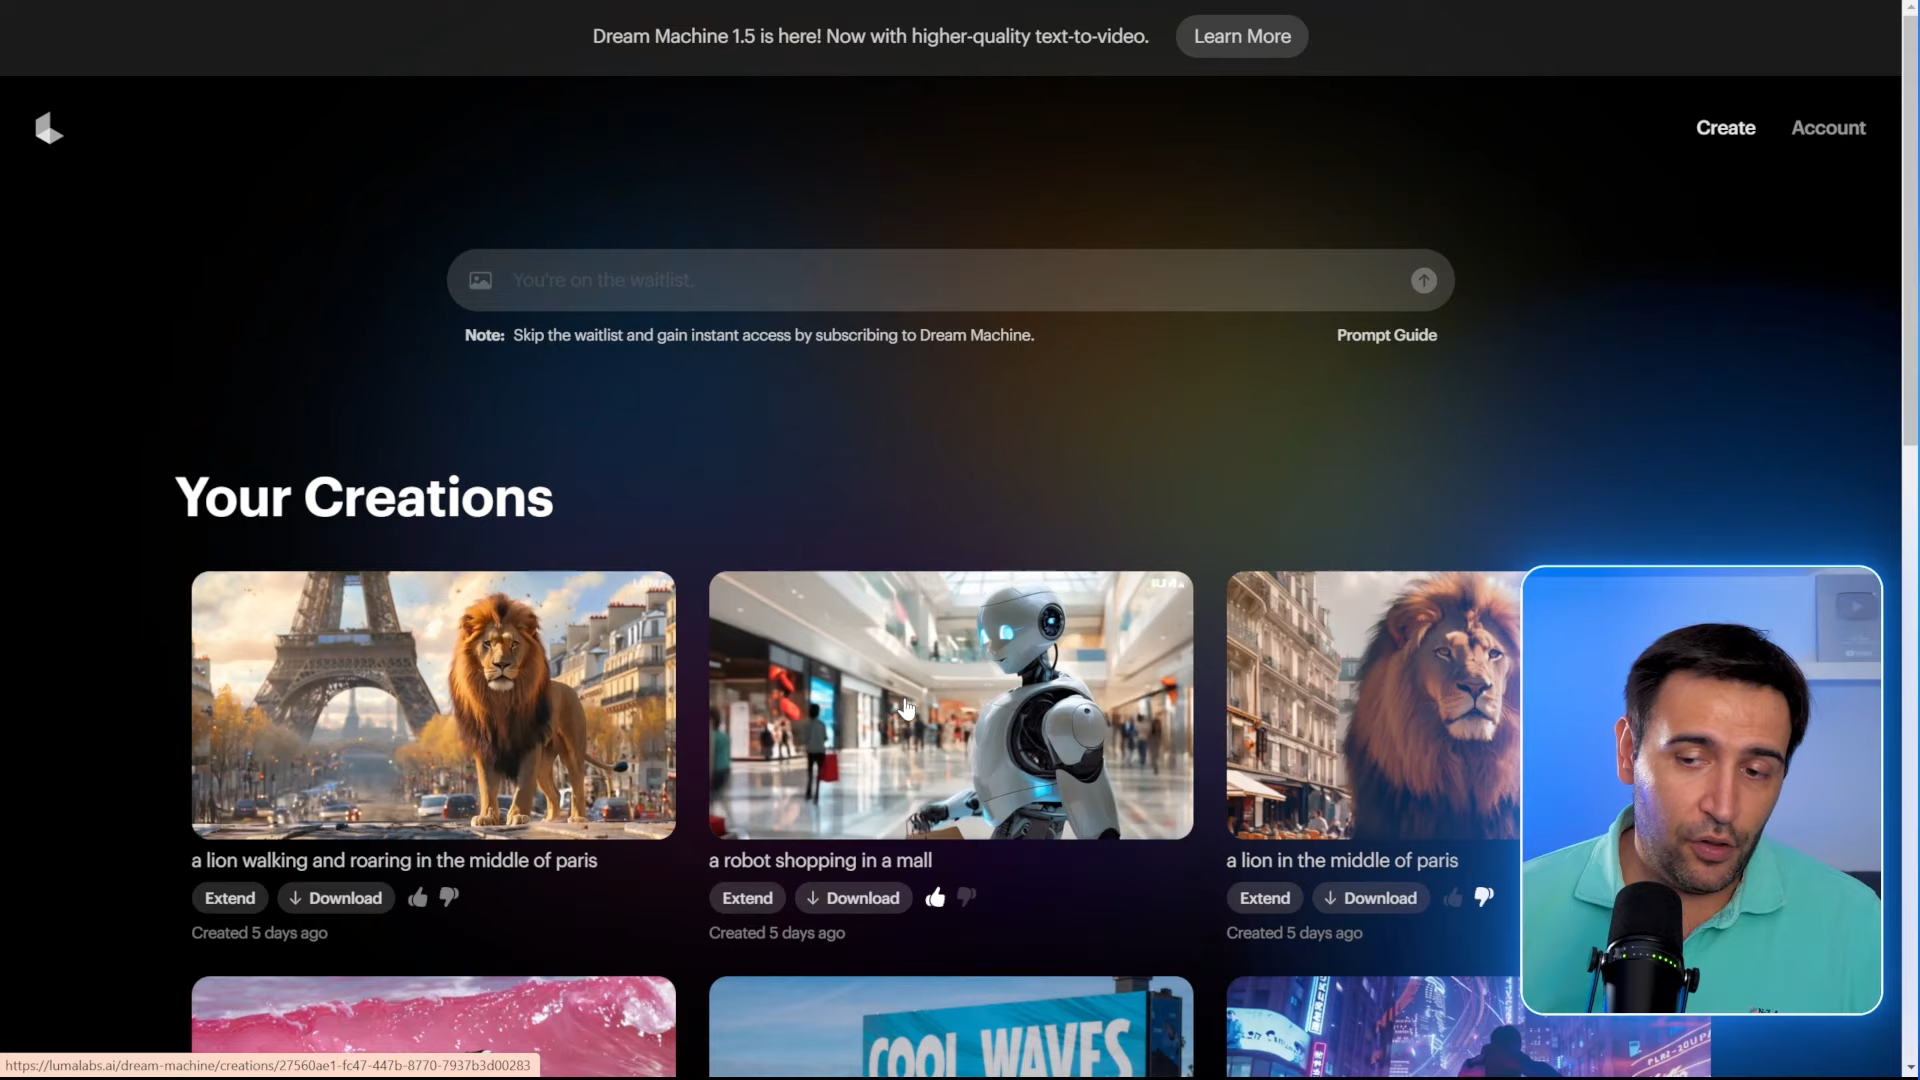 Dream Machine 1.5 is here! Now with higher-quality text-to-video.
Learn More
Create
Account
You're on the waitlist.
Note: Skip the waitlist and gain instant access by subscribing to Dream Machine.
Prompt Guide
Your Creations
a lion walking and roaring in the middle of paris
Extend
Download
Created 5 days ago
a robot shopping in a mall
Extend
Download
Created 5 days ago
a lion in the middle of paris
Extend
Download
Created 5 days ago
COOL WAVES
https://lumalabs.ai/dream-machine/creations/27560ae1-fc47-447b-8770-7937b3d00283